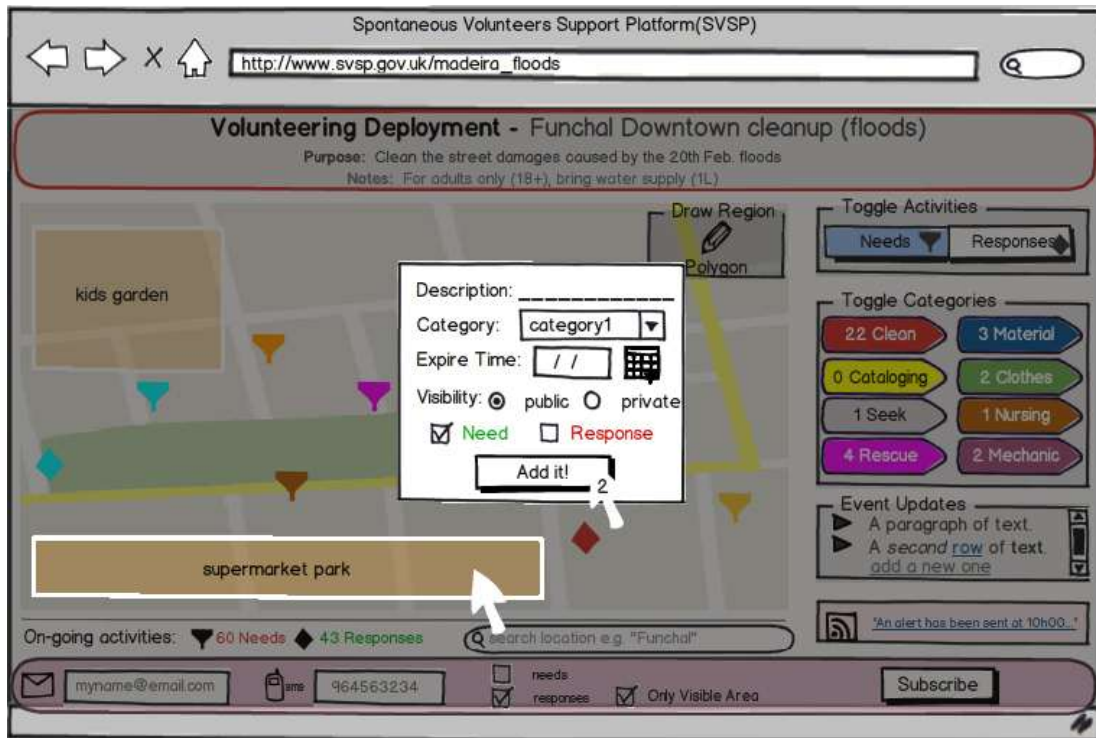 Spontaneous Volunteers Support Platform(SVSP)
http://www.svsp.gov.uk/madeira_floods
Volunteering Deployment - Funchal Downtown cleanup (floods)
Purpose: Clean the street damages caused by the 20th Feb. floods
Notes: For adults only (18+), bring water supply (1L)
Draw Region
Polygon
kids garden
supermarket park
Description:
Category: category1
Expire Time: / /
Visibility: public private
Need Response
Add it!
2
Toggle Activities
Needs Responses
Toggle Categories
22 Clean 3 Material
0 Cataloging 2 Clothes
1 Seek 1 Nursing
4 Rescue 2 Mechanic
Event Updates
A paragraph of text.
A second row of text.
add a new one
"An alert has been sent at 10h00..."
On-going activities: 60 Needs 43 Responses
search location e.g. "Funchal"
myname@email.com sms 964563234
needs
responses Only Visible Area
Subscribe